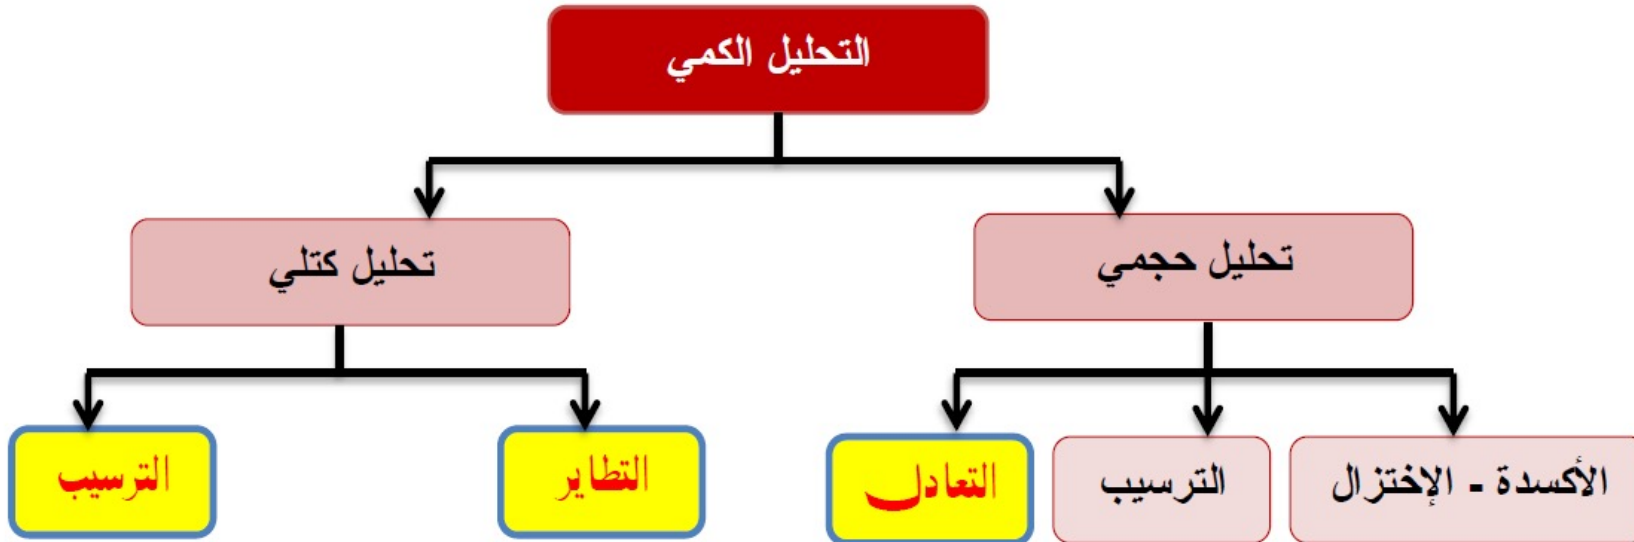 التحليل الكمي
تحليل حجمي
تحليل كتلي
الأكسدة - الإختزال
الترسيب
التعادل
التطاير
الترسيب